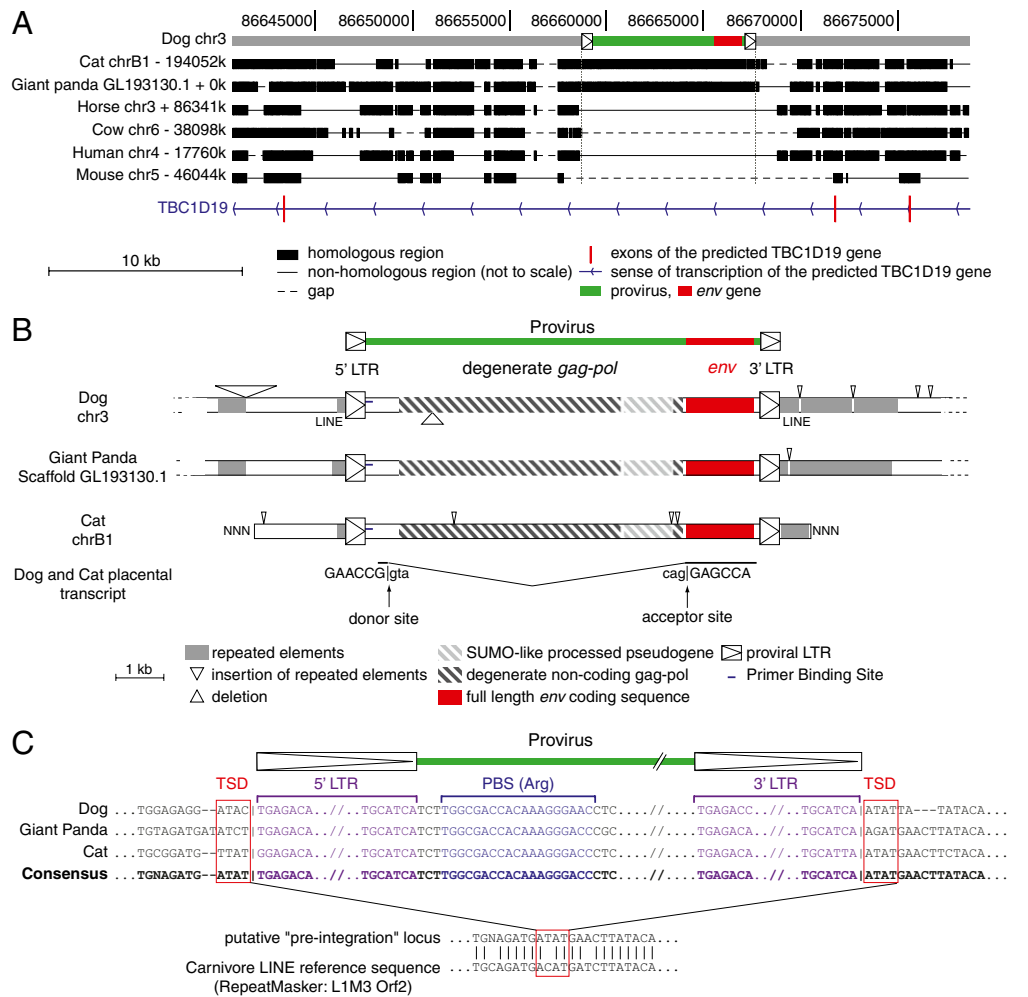 A
86645000 86650000 86655000 86660000 86665000 86670000 86675000
Dog chr3
Cat chrB1 - 194052k
Giant panda GL193130.1 + 0k
Horse chr3 + 86341k
Cow chr6 - 38098k
Human chr4 - 17760k
Mouse chr5 - 46044k
TBC1D19
10 kb
homologous region
non-homologous region (not to scale)
gap
exons of the predicted TBC1D19 gene
sense of transcription of the predicted TBC1D19 gene
provirus, env gene
B
Provirus
5' LTR degenerate gag-pol env 3' LTR
Dog
chr3
LINE LINE
Giant Panda
Scaffold GL193130.1
Cat
chrB1
NNN NNN
Dog and Cat placental
transcript
GAACCG|gta cag|GAGCCA
donor site acceptor site
1 kb
repeated elements
insertion of repeated elements
deletion
SUMO-like processed pseudogene
degenerate non-coding gag-pol
full length env coding sequence
proviral LTR
Primer Binding Site
C
Provirus
TSD 5' LTR PBS (Arg) 3' LTR TSD
Dog ...TGGAGAGG--ATAC|TGAGACA..//..TGCATCATCTTGGCGACCACAAAGGGAACCTC... ..//... ...TGAGACC..//..TGCATCA|ATATTA---TATACA...
Giant Panda ...TGTAGATGATATCT|TGAGACA..//..TGCATCATCTTGGCGACCACAAAGGGACCCGC... ..//... ...TGAGACA..//..TGCATCA|AGATGAACTTATACA...
Cat ...TGCGGATG--TTAT|GGAGACA..//..TGCATCATCTTGGCGACCACAAAGGGACCCTC... ..//... ...TGAGACA..//..TGCATTA|ATATGAACTTCTACA...
Consensus ...TGNAGATG-ATAT|TGAGACA..//..TGCATCATCTTGGCGACCACAAAGGGACCCTC... ..//... ...TGAGACA..//..TGCATCA|ATATGAACTTATACA...
putative "pre-integration" locus ...TGNAGATGATATGAACTTATACA...
Carnivore LINE reference sequence ...TGCAGATGACATGATCTTATACA...
(RepeatMasker: L1M3 Orf2)